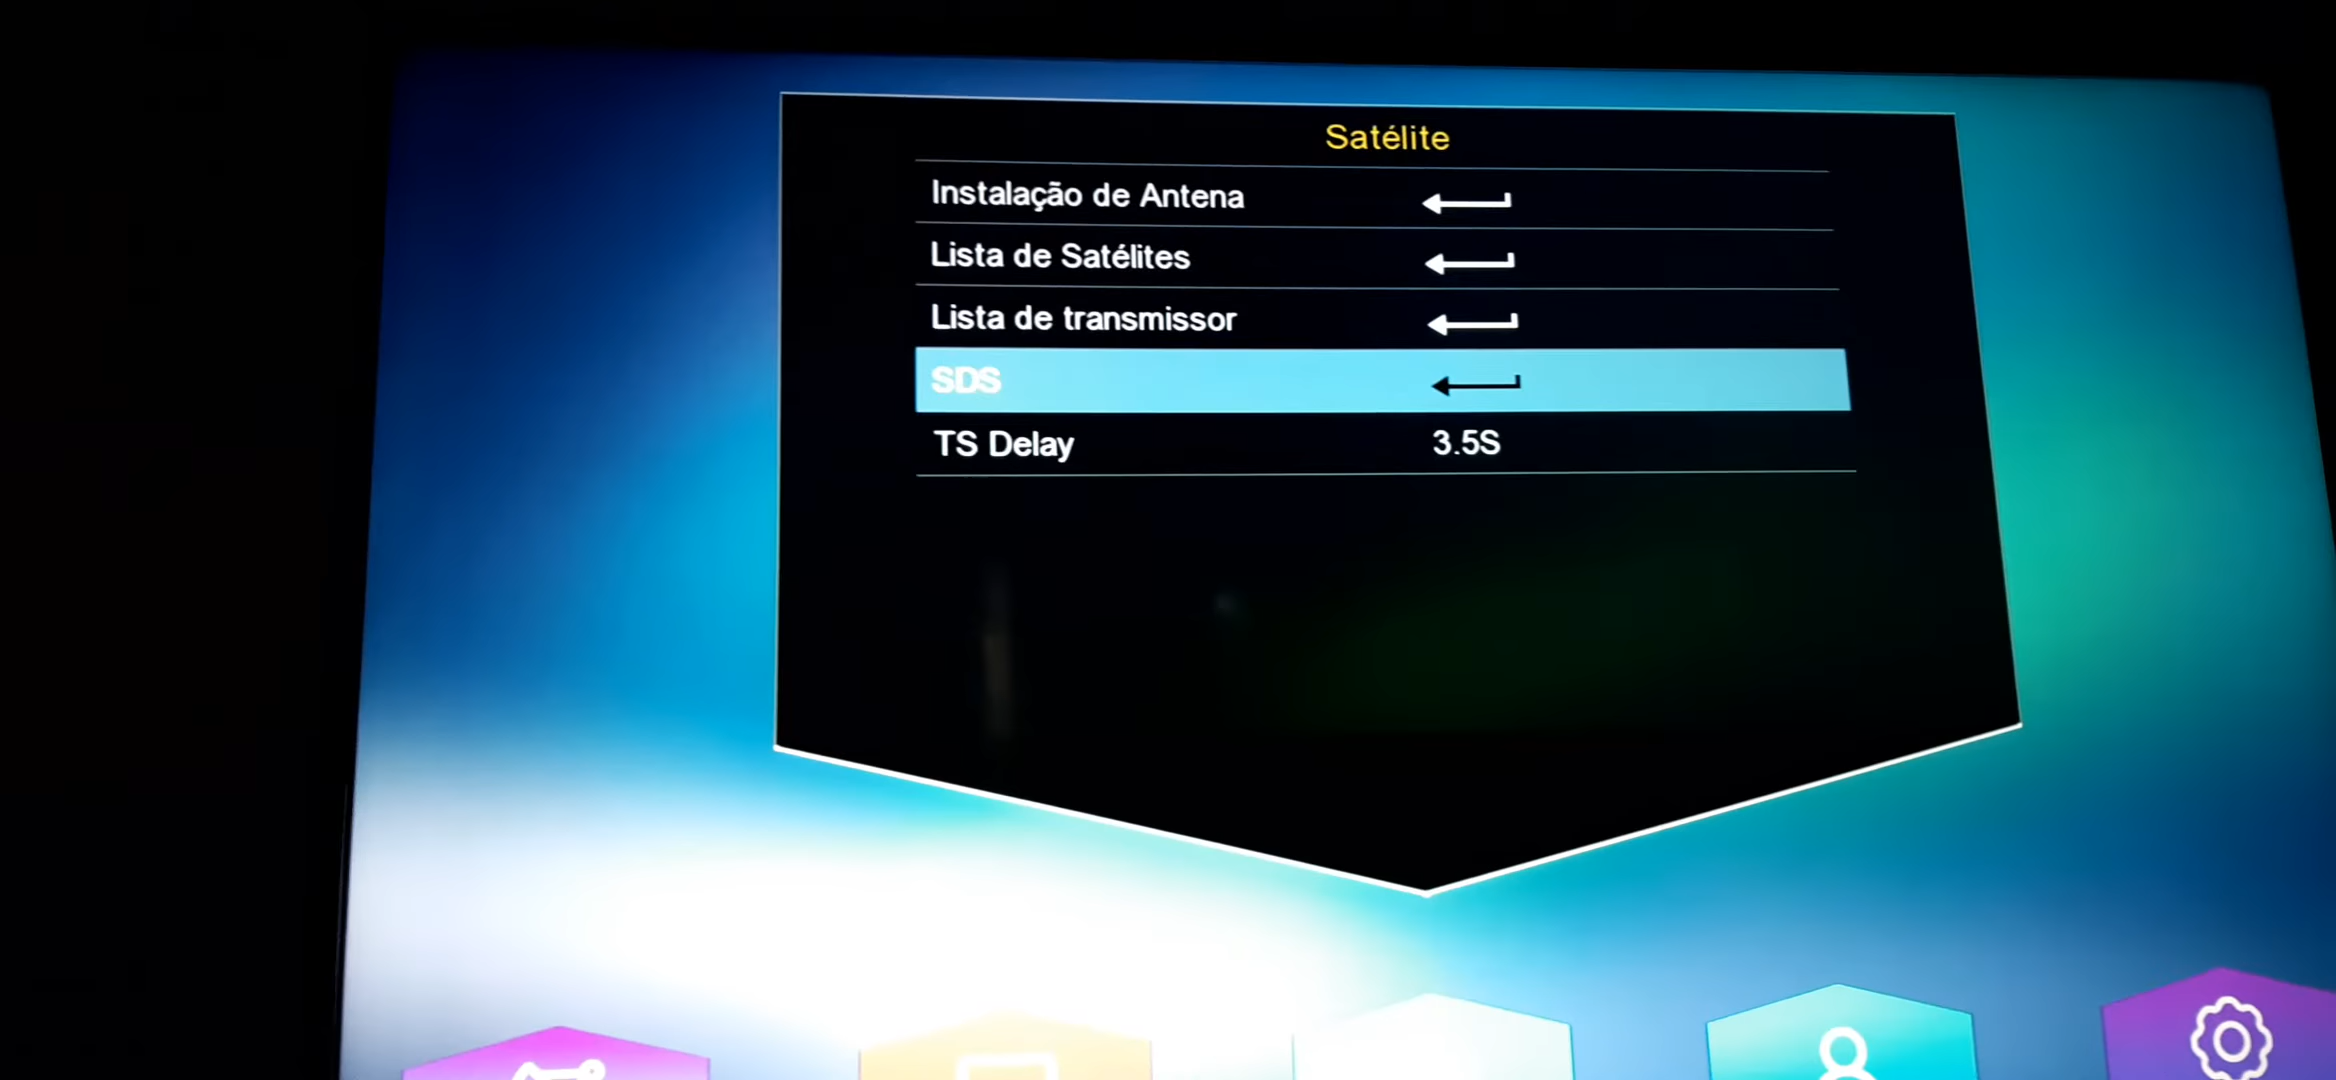 Satélite
Instalação de Antena
Lista de Satélites
Lista de transmissor
SDS
TS Delay 3.5S